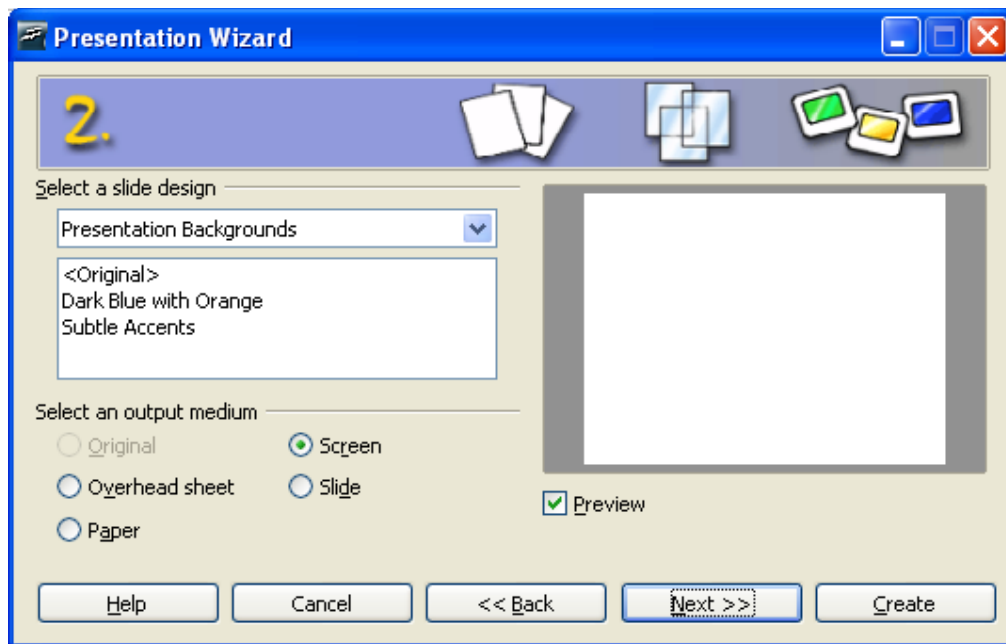 Presentation Wizard
2.
Select a slide design
Presentation Backgrounds
<Original>
Dark Blue with Orange
Subtle Accents
Select an output medium
Original
Screen
Overhead sheet
Slide
Paper
Preview
Help
Cancel
<< Back
Next >>
Create